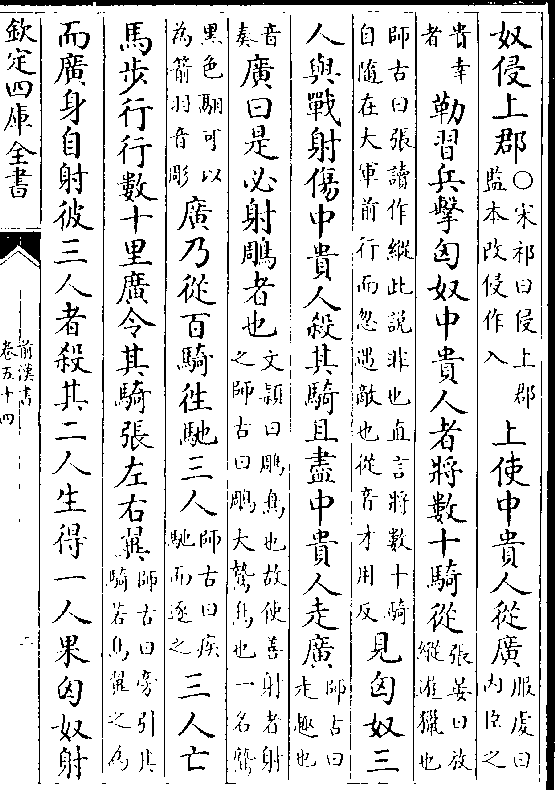 奴侵上郡○宋祁曰侵上郡監本改侵作入上使中貴人從廣服虔曰内臣之
貴幸者勒習兵擊匈奴中貴人者將數十騎從張晏曰放縱遊獵也
師古曰張讀作縱此説非也直言將數十騎自隨在大軍前行而忽遇敵也從音才用反見匈奴三
人與戰射傷中貴人殺其騎且盡中貴人走廣師古曰走趣也
音奏廣曰是必射鵰者也文穎曰鵰鳥也故使善射者射之師古曰鵰大鷙鳥也一名鷲
黑色翮可以為箭羽音彫廣乃從百騎往馳三人師古曰疾馳而逐之三人亡
馬步行行數十里廣令其騎張左右翼師古曰旁引其騎若鳥翼之為
而廣身自射彼三人者殺其二人生得一人果匈奴射
欽定四庫全書
前漢書
卷五十四